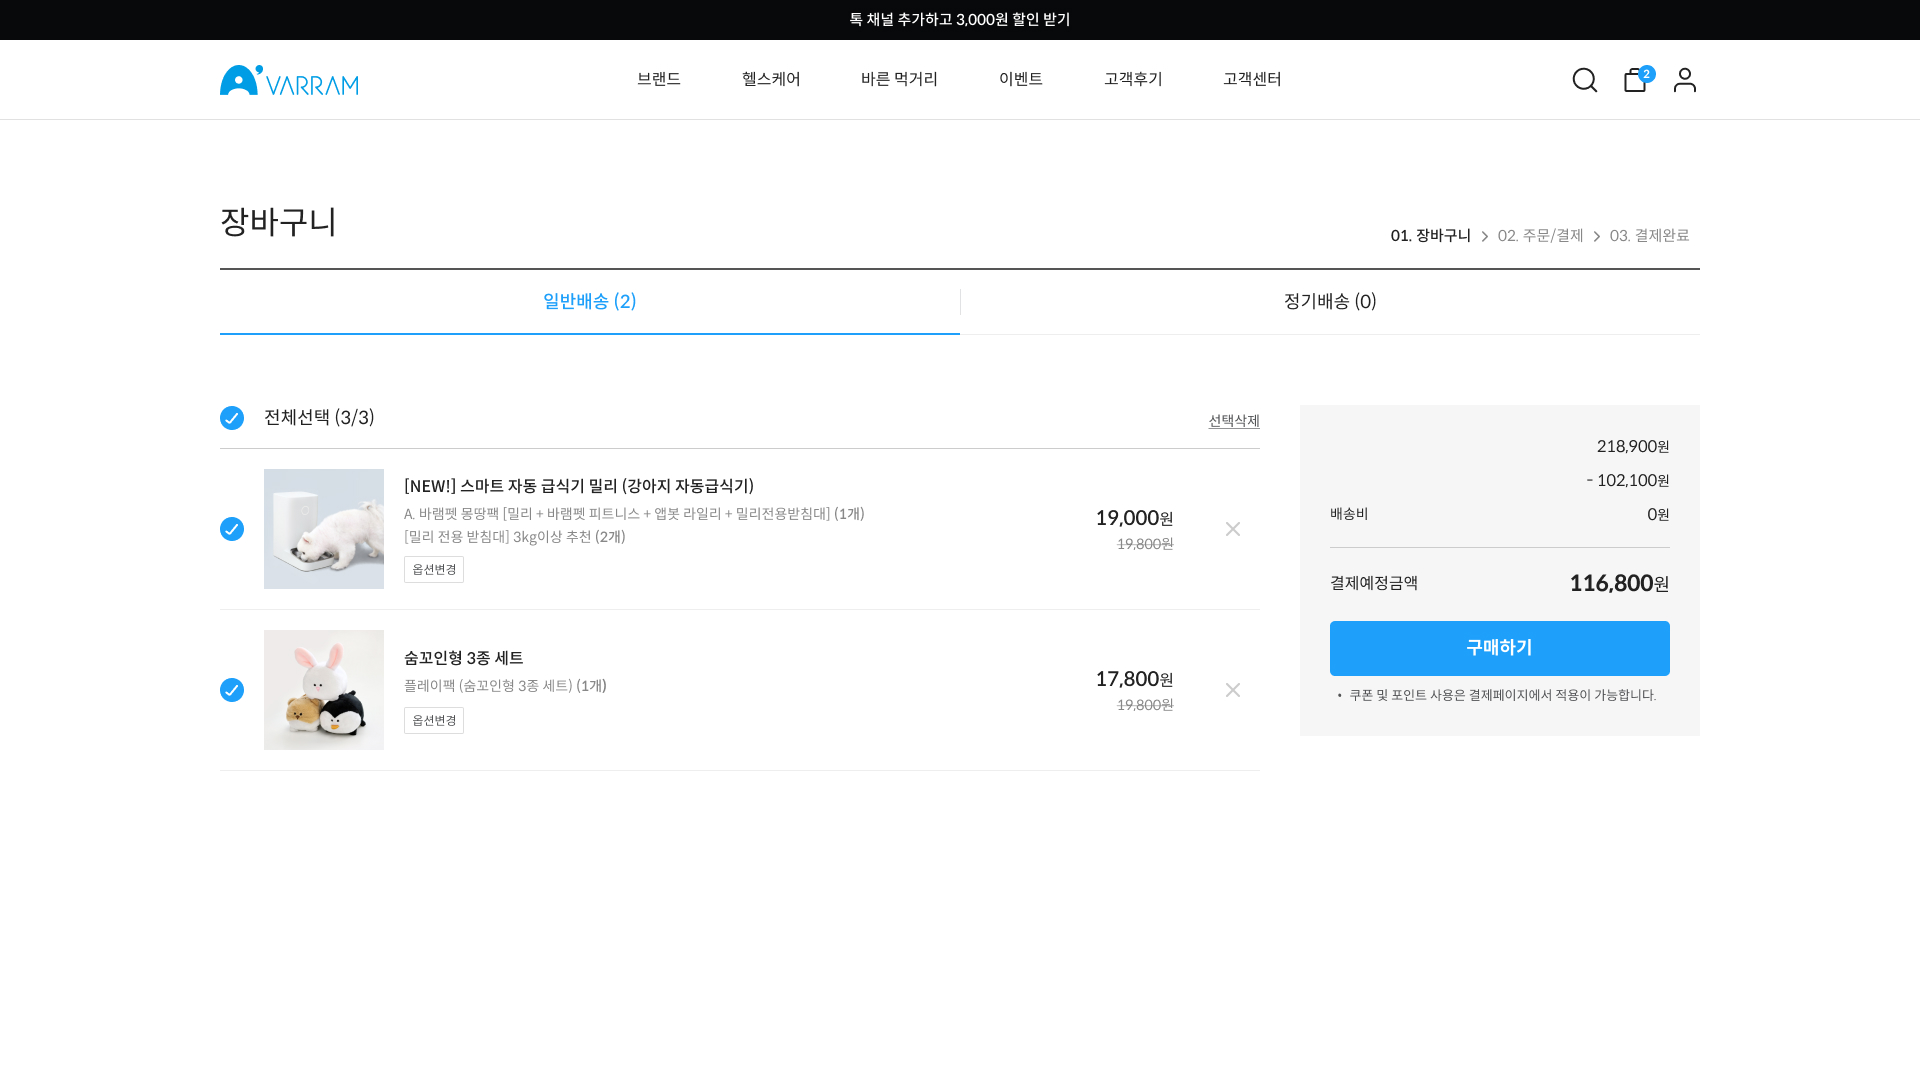 톡 채널 추가하고 3,000원 할인 받기
VARRAM
브랜드
헬스케어
바른 먹거리
이벤트
고객후기
고객센터
2
장바구니
01. 장바구니
02. 주문/결제
03. 결제완료
일반배송 (2)
정기배송 (0)
전체선택 (3/3)
선택삭제
[NEW!] 스마트 자동 급식기 밀리 (강아지 자동급식기)
A. 바램펫 몽땅팩 [밀리 + 바램펫 피트니스 + 앱봇 라일리 + 밀리전용받침대] (1개)
[밀리 전용 받침대] 3kg이상 추천 (2개)
옵션변경
19,000원
19,800원
숨꼬인형 3종 세트
플레이팩 (숨꼬인형 3종 세트) (1개)
옵션변경
17,800원
19,800원
218,900원
- 102,100원
배송비 0원
결제예정금액 116,800원
구매하기
• 쿠폰 및 포인트 사용은 결제페이지에서 적용이 가능합니다.